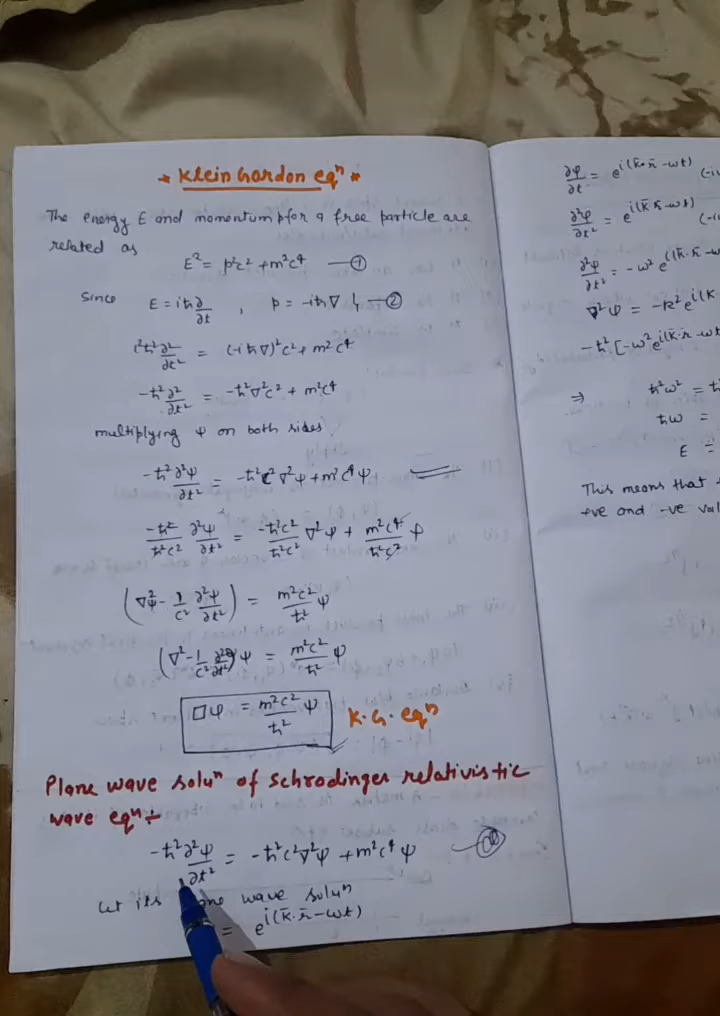 * Klein Gordon eqⁿ *
The energy E and momentum p for a free particle are
related as
E² = p²c² + m²c⁴ —①
Since E = iħ∂/∂t , p = -iħ∇ } —②
i²ħ²∂²/∂t² = (-iħ∇)²c² + m²c⁴
-ħ²∂²/∂t² = -ħ²∇²c² + m²c⁴
multiplying ψ on both sides
-ħ²∂²ψ/∂t² = -ħ²c²∇²ψ + m²c⁴ψ
-ħ²/ħ²c² ∂²ψ/∂t² = -ħ²c²/ħ²c² ∇²ψ + m²c⁴/ħ²c² ψ
(∇²ψ - 1/c² ∂²ψ/∂t²) = m²c²/ħ² ψ
(∇² - 1/c² ∂²/∂t²)ψ = m²c²/ħ² ψ
□ψ = m²c²/ħ² ψ K.G. eqⁿ
Plane wave soluⁿ of Schrodinger relativistic
wave eqⁿ ÷
-ħ²∂²ψ/∂t² = -ħ²c²∇²ψ + m²c⁴ψ
Let its wave soluⁿ
= e^i(k̄·r̄-ωt)
∂ψ/∂t = e^i(k̄·r̄-ωt) (-i
∂²ψ/∂t² = e^i(k̄·r̄-ωt) (-i
∂²ψ/∂t² = -ω² e^i(k̄·r̄-ω
∇²ψ = -k² e^i(k
-ħ²[-ω²e^i(k̄·r̄-ωt
⇒ ħ²ω² =
ħω =
E =
This means that
+ve and -ve val